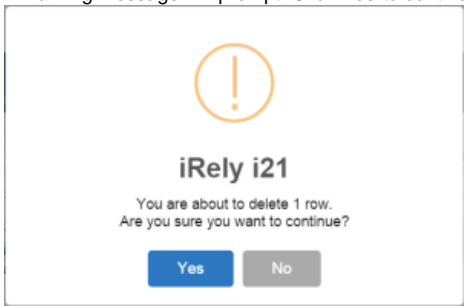 iRely i21
You are about to delete 1 row.
Are you sure you want to continue?
Yes
No